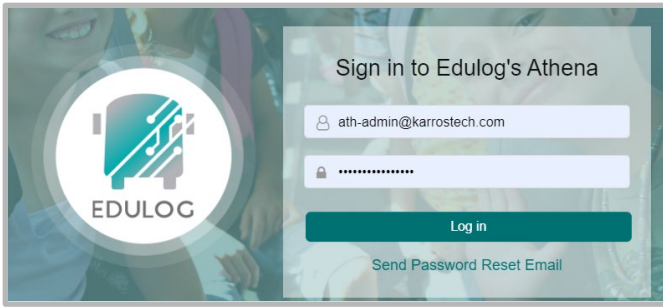 Sign in to Edulog's Athena
ath-admin@karrostech.com
••••••••••••••••
EDULOG
Log in
Send Password Reset Email